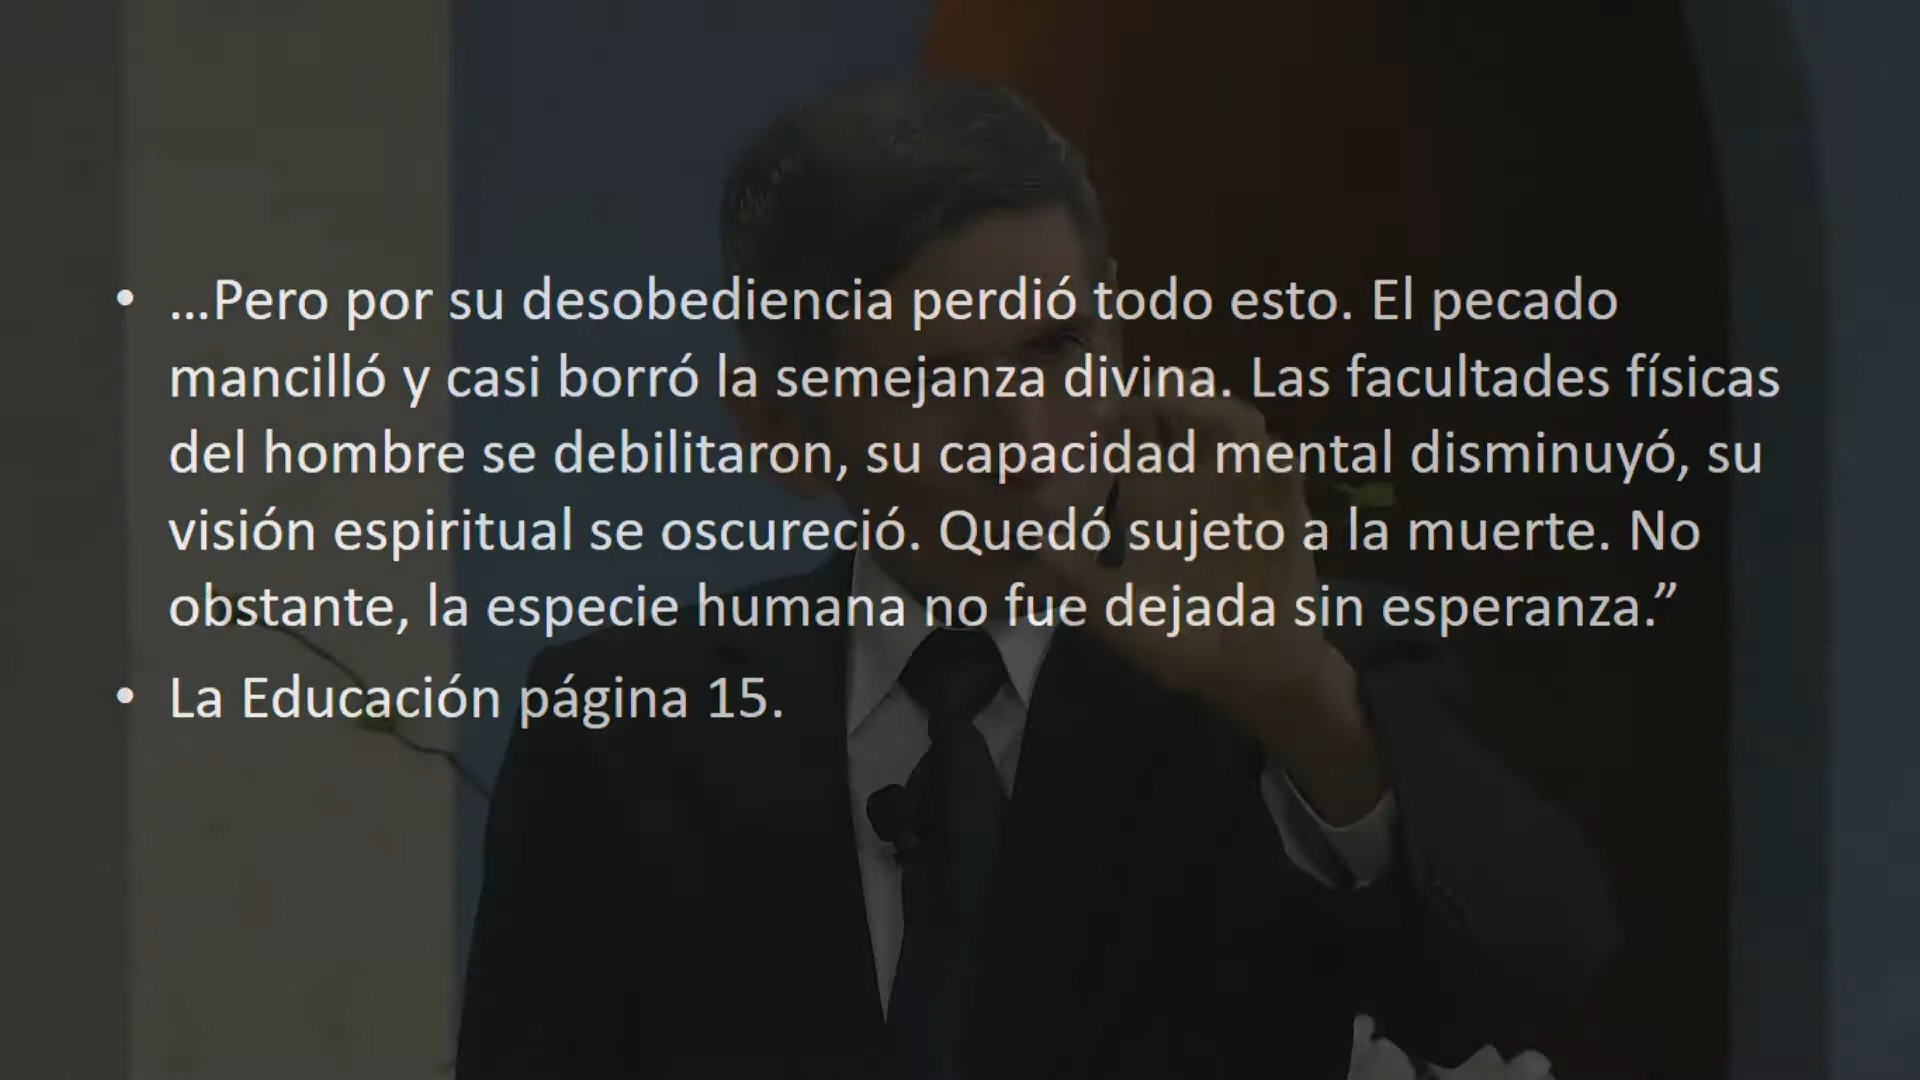 • ...Pero por su desobediencia perdió todo esto. El pecado
mancilló y casi borró la semejanza divina. Las facultades físicas
del hombre se debilitaron, su capacidad mental disminuyó, su
visión espiritual se oscureció. Quedó sujeto a la muerte. No
obstante, la especie humana no fue dejada sin esperanza.”
• La Educación página 15.